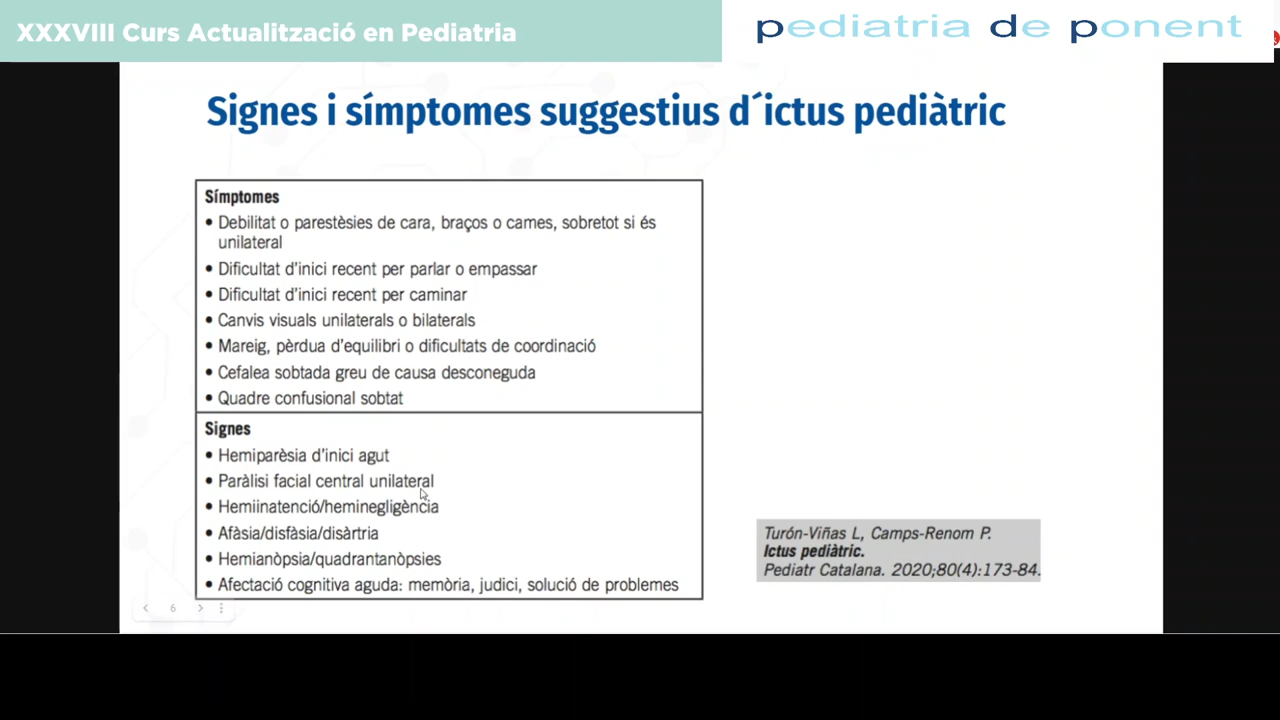 XXXVIII Curs Actualització en Pediatria
pediatria de ponent
Signes i símptomes suggestius d´ictus pediàtric
Símptomes
• Debilitat o parestèsies de cara, braços o cames, sobretot si és
unilateral
• Dificultat d'inici recent per parlar o empassar
• Dificultat d'inici recent per caminar
• Canvis visuals unilaterals o bilaterals
• Mareig, pèrdua d'equilibri o dificultats de coordinació
• Cefalea sobtada greu de causa desconeguda
• Quadre confusional sobtat
Signes
• Hemiparèsia d'inici agut
• Paràlisi facial central unilateral
• Hemiinatenció/heminegligència
• Afàsia/disfàsia/disàrtria
• Hemianòpsia/quadrantanòpsies
• Afectació cognitiva aguda: memòria, judici, solució de problemes
Turón-Viñas L, Camps-Renom P.
Ictus pediàtric.
Pediatr Catalana. 2020;80(4):173-84.
6